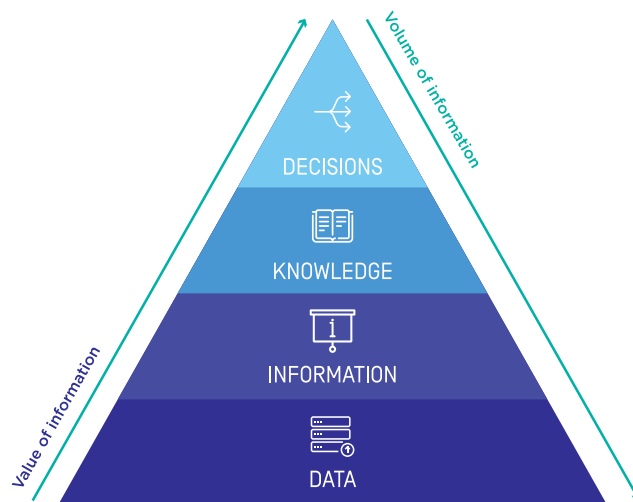 Volume of information
DECISIONS
KNOWLEDGE
i
INFORMATION
Value of information
DATA